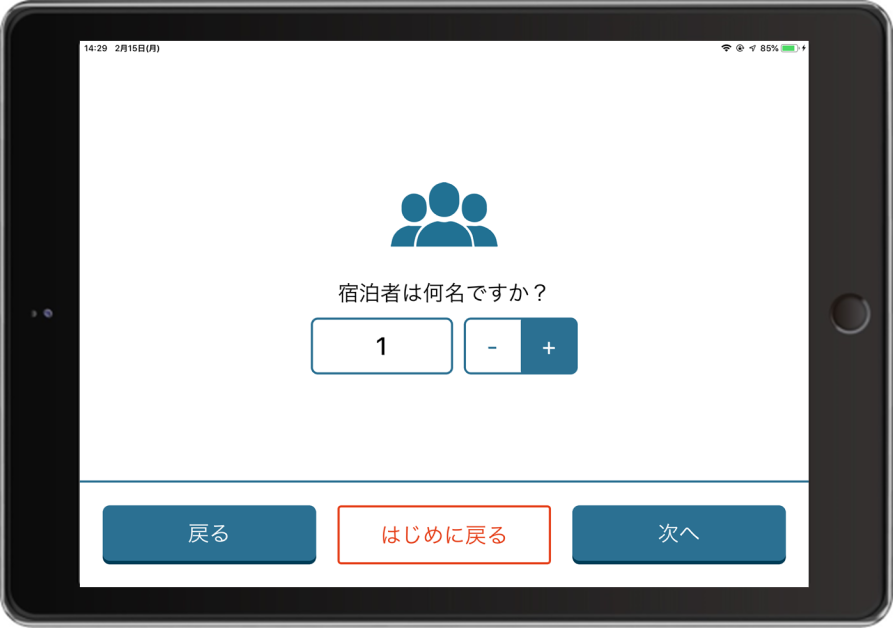 14:29 2月15日(月)
85%
宿泊者は何名ですか？
1
- +
戻る
はじめに戻る
次へ